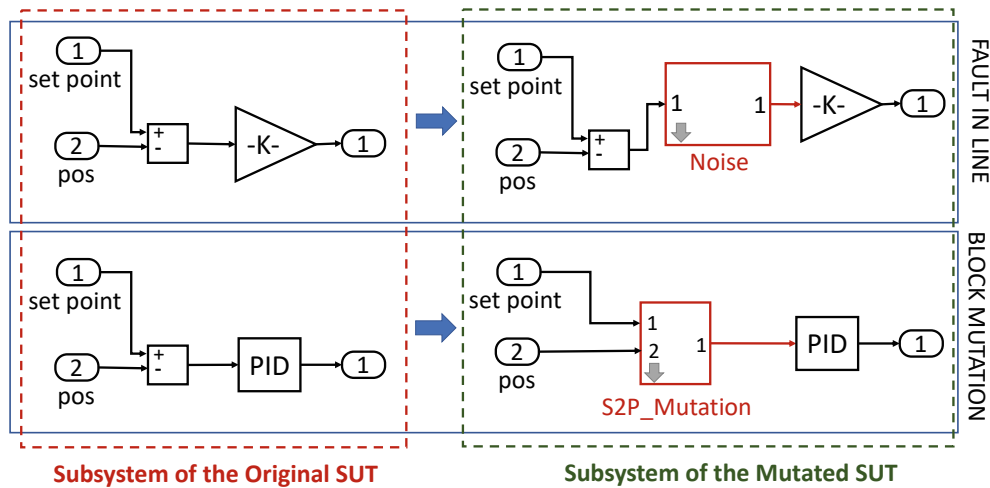 1
set point
2
pos
+
-
-K-
1
1
set point
2
pos
+
-
1
1
Noise
-K-
1
FAULT IN LINE
1
set point
2
pos
+
-
PID
1
1
set point
2
pos
1
2
1
S2P_Mutation
PID
1
BLOCK MUTATION
Subsystem of the Original SUT
Subsystem of the Mutated SUT